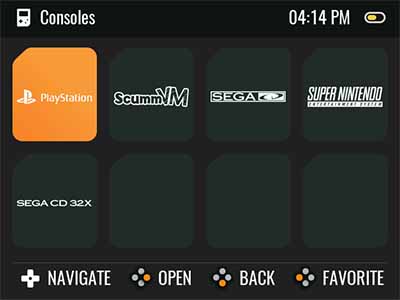 Consoles
04:14 PM
PlayStation
ScummVM
SEGA
SUPER NINTENDO
ENTERTAINMENT SYSTEM
SEGA CD 32X
NAVIGATE
OPEN
BACK
FAVORITE